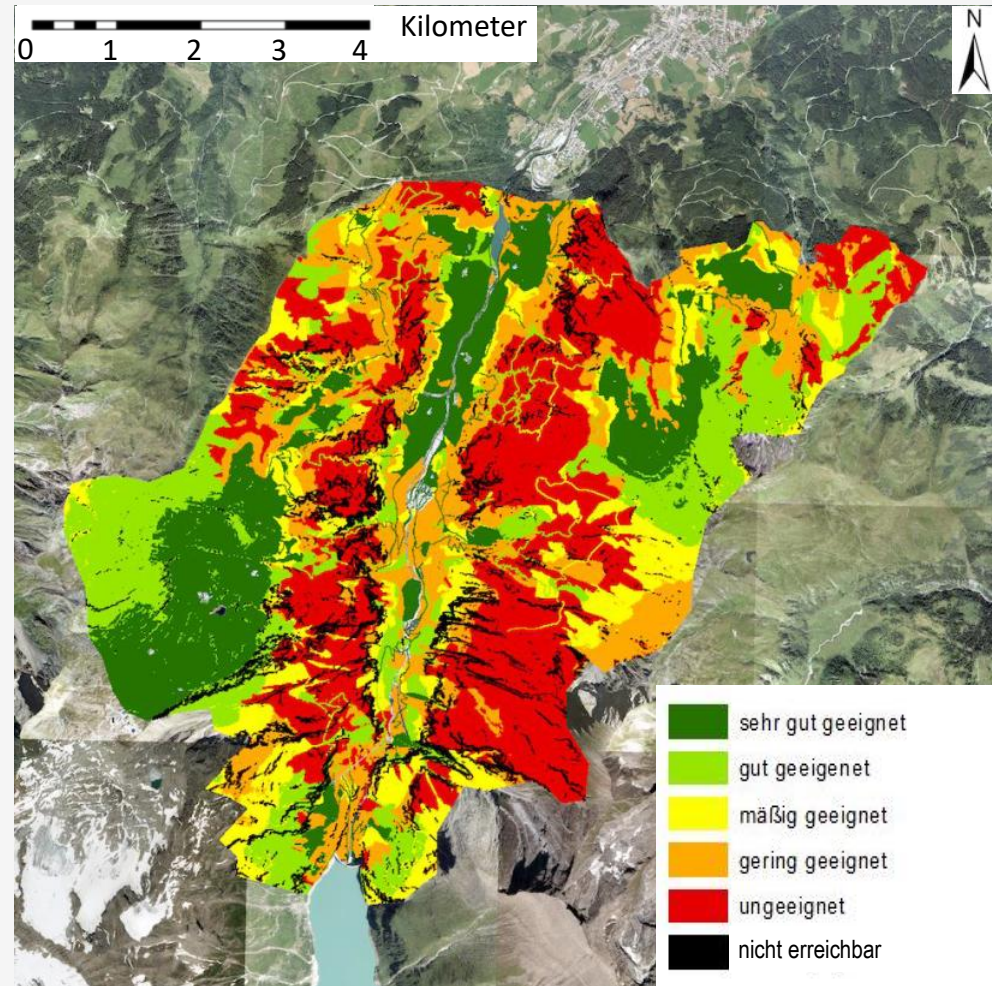 Kilometer
0 1 2 3 4
N
sehr gut geeignet
gut geeigenet
mäßig geeignet
gering geeignet
ungeeignet
nicht erreichbar